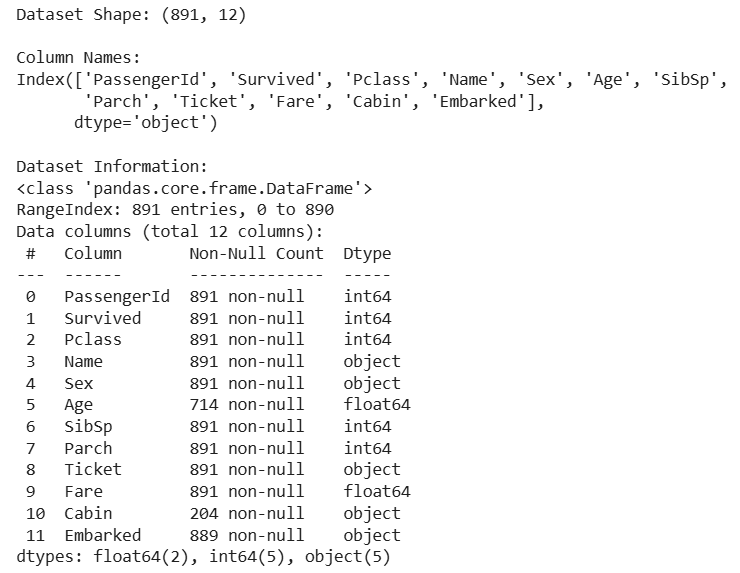 Dataset Shape: (891, 12)

Column Names:
Index(['PassengerId', 'Survived', 'Pclass', 'Name', 'Sex', 'Age', 'SibSp',
       'Parch', 'Ticket', 'Fare', 'Cabin', 'Embarked'],
      dtype='object')

Dataset Information:
<class 'pandas.core.frame.DataFrame'>
RangeIndex: 891 entries, 0 to 890
Data columns (total 12 columns):
 #   Column       Non-Null Count  Dtype
---  ------       --------------  -----
 0   PassengerId  891 non-null    int64
 1   Survived     891 non-null    int64
 2   Pclass       891 non-null    int64
 3   Name         891 non-null    object
 4   Sex          891 non-null    object
 5   Age          714 non-null    float64
 6   SibSp        891 non-null    int64
 7   Parch        891 non-null    int64
 8   Ticket       891 non-null    object
 9   Fare         891 non-null    float64
 10  Cabin        204 non-null    object
 11  Embarked     889 non-null    object
dtypes: float64(2), int64(5), object(5)